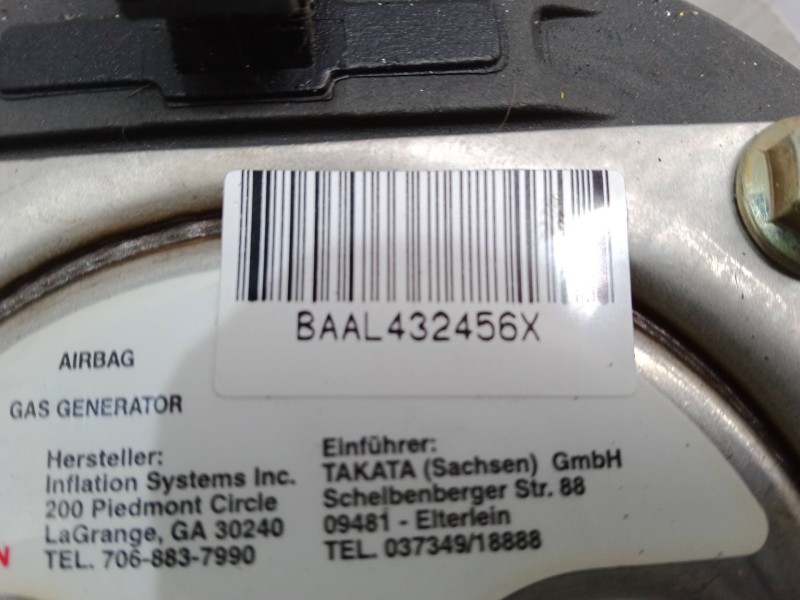 BAAL432456X
AIRBAG
GAS GENERATOR
Hersteller:
Inflation Systems Inc.
200 Piedmont Circle
LaGrange, GA 30240
TEL. 706-883-7990
Einführer:
TAKATA (Sachsen) GmbH
Schelbenberger Str. 88
09481 - Elterlein
TEL. 037349/18888
N